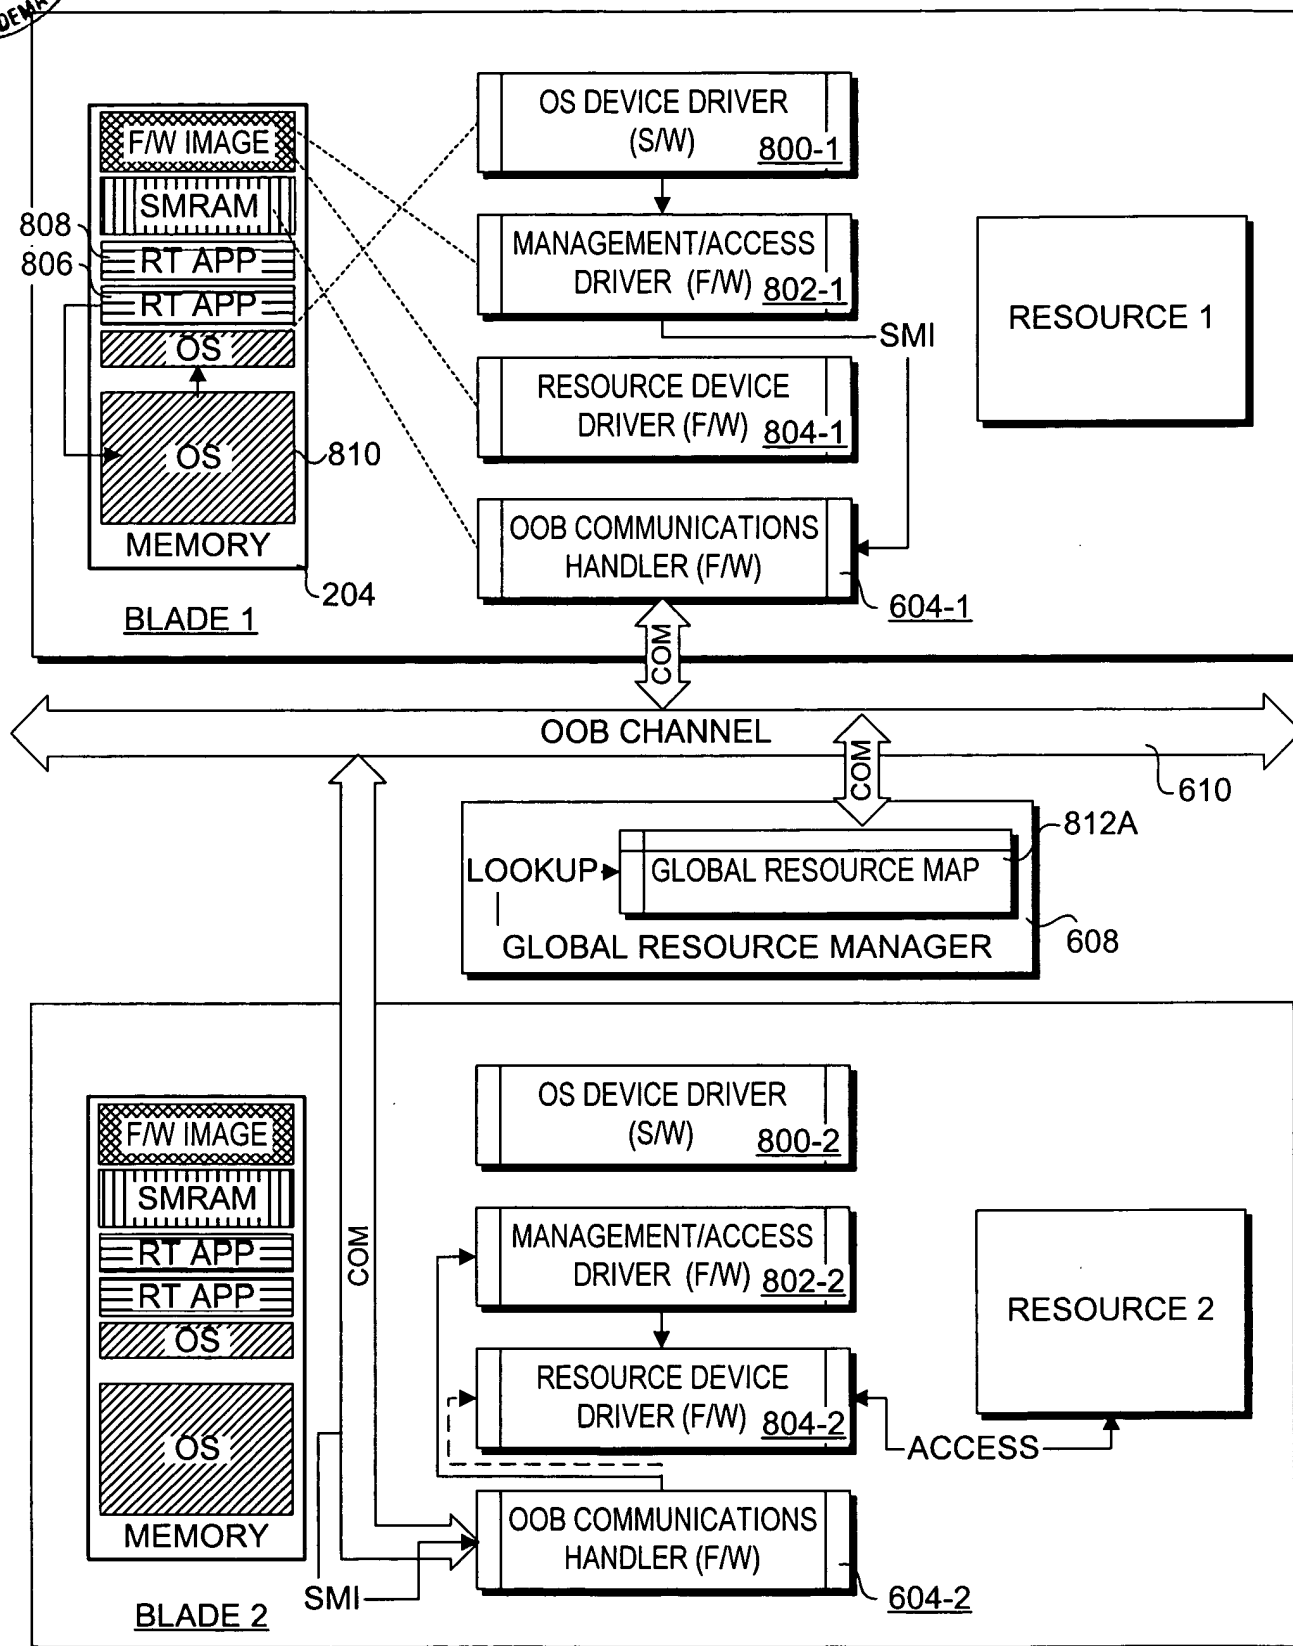 DEMA
F/W IMAGE
SMRAM
808
RT APP
806
RT APP
OS
OS
810
MEMORY
204
BLADE 1
OS DEVICE DRIVER
(S/W)
800-1
MANAGEMENT/ACCESS
DRIVER (F/W)
802-1
SMI
RESOURCE DEVICE
DRIVER (F/W)
804-1
OOB COMMUNICATIONS
HANDLER (F/W)
604-1
RESOURCE 1
COM
OOB CHANNEL
COM
610
812A
LOOKUP
GLOBAL RESOURCE MAP
GLOBAL RESOURCE MANAGER
608
COM
F/W IMAGE
SMRAM
RT APP
RT APP
OS
OS
MEMORY
BLADE 2
SMI
OS DEVICE DRIVER
(S/W)
800-2
MANAGEMENT/ACCESS
DRIVER (F/W)
802-2
RESOURCE DEVICE
DRIVER (F/W)
804-2
ACCESS
OOB COMMUNICATIONS
HANDLER (F/W)
604-2
RESOURCE 2